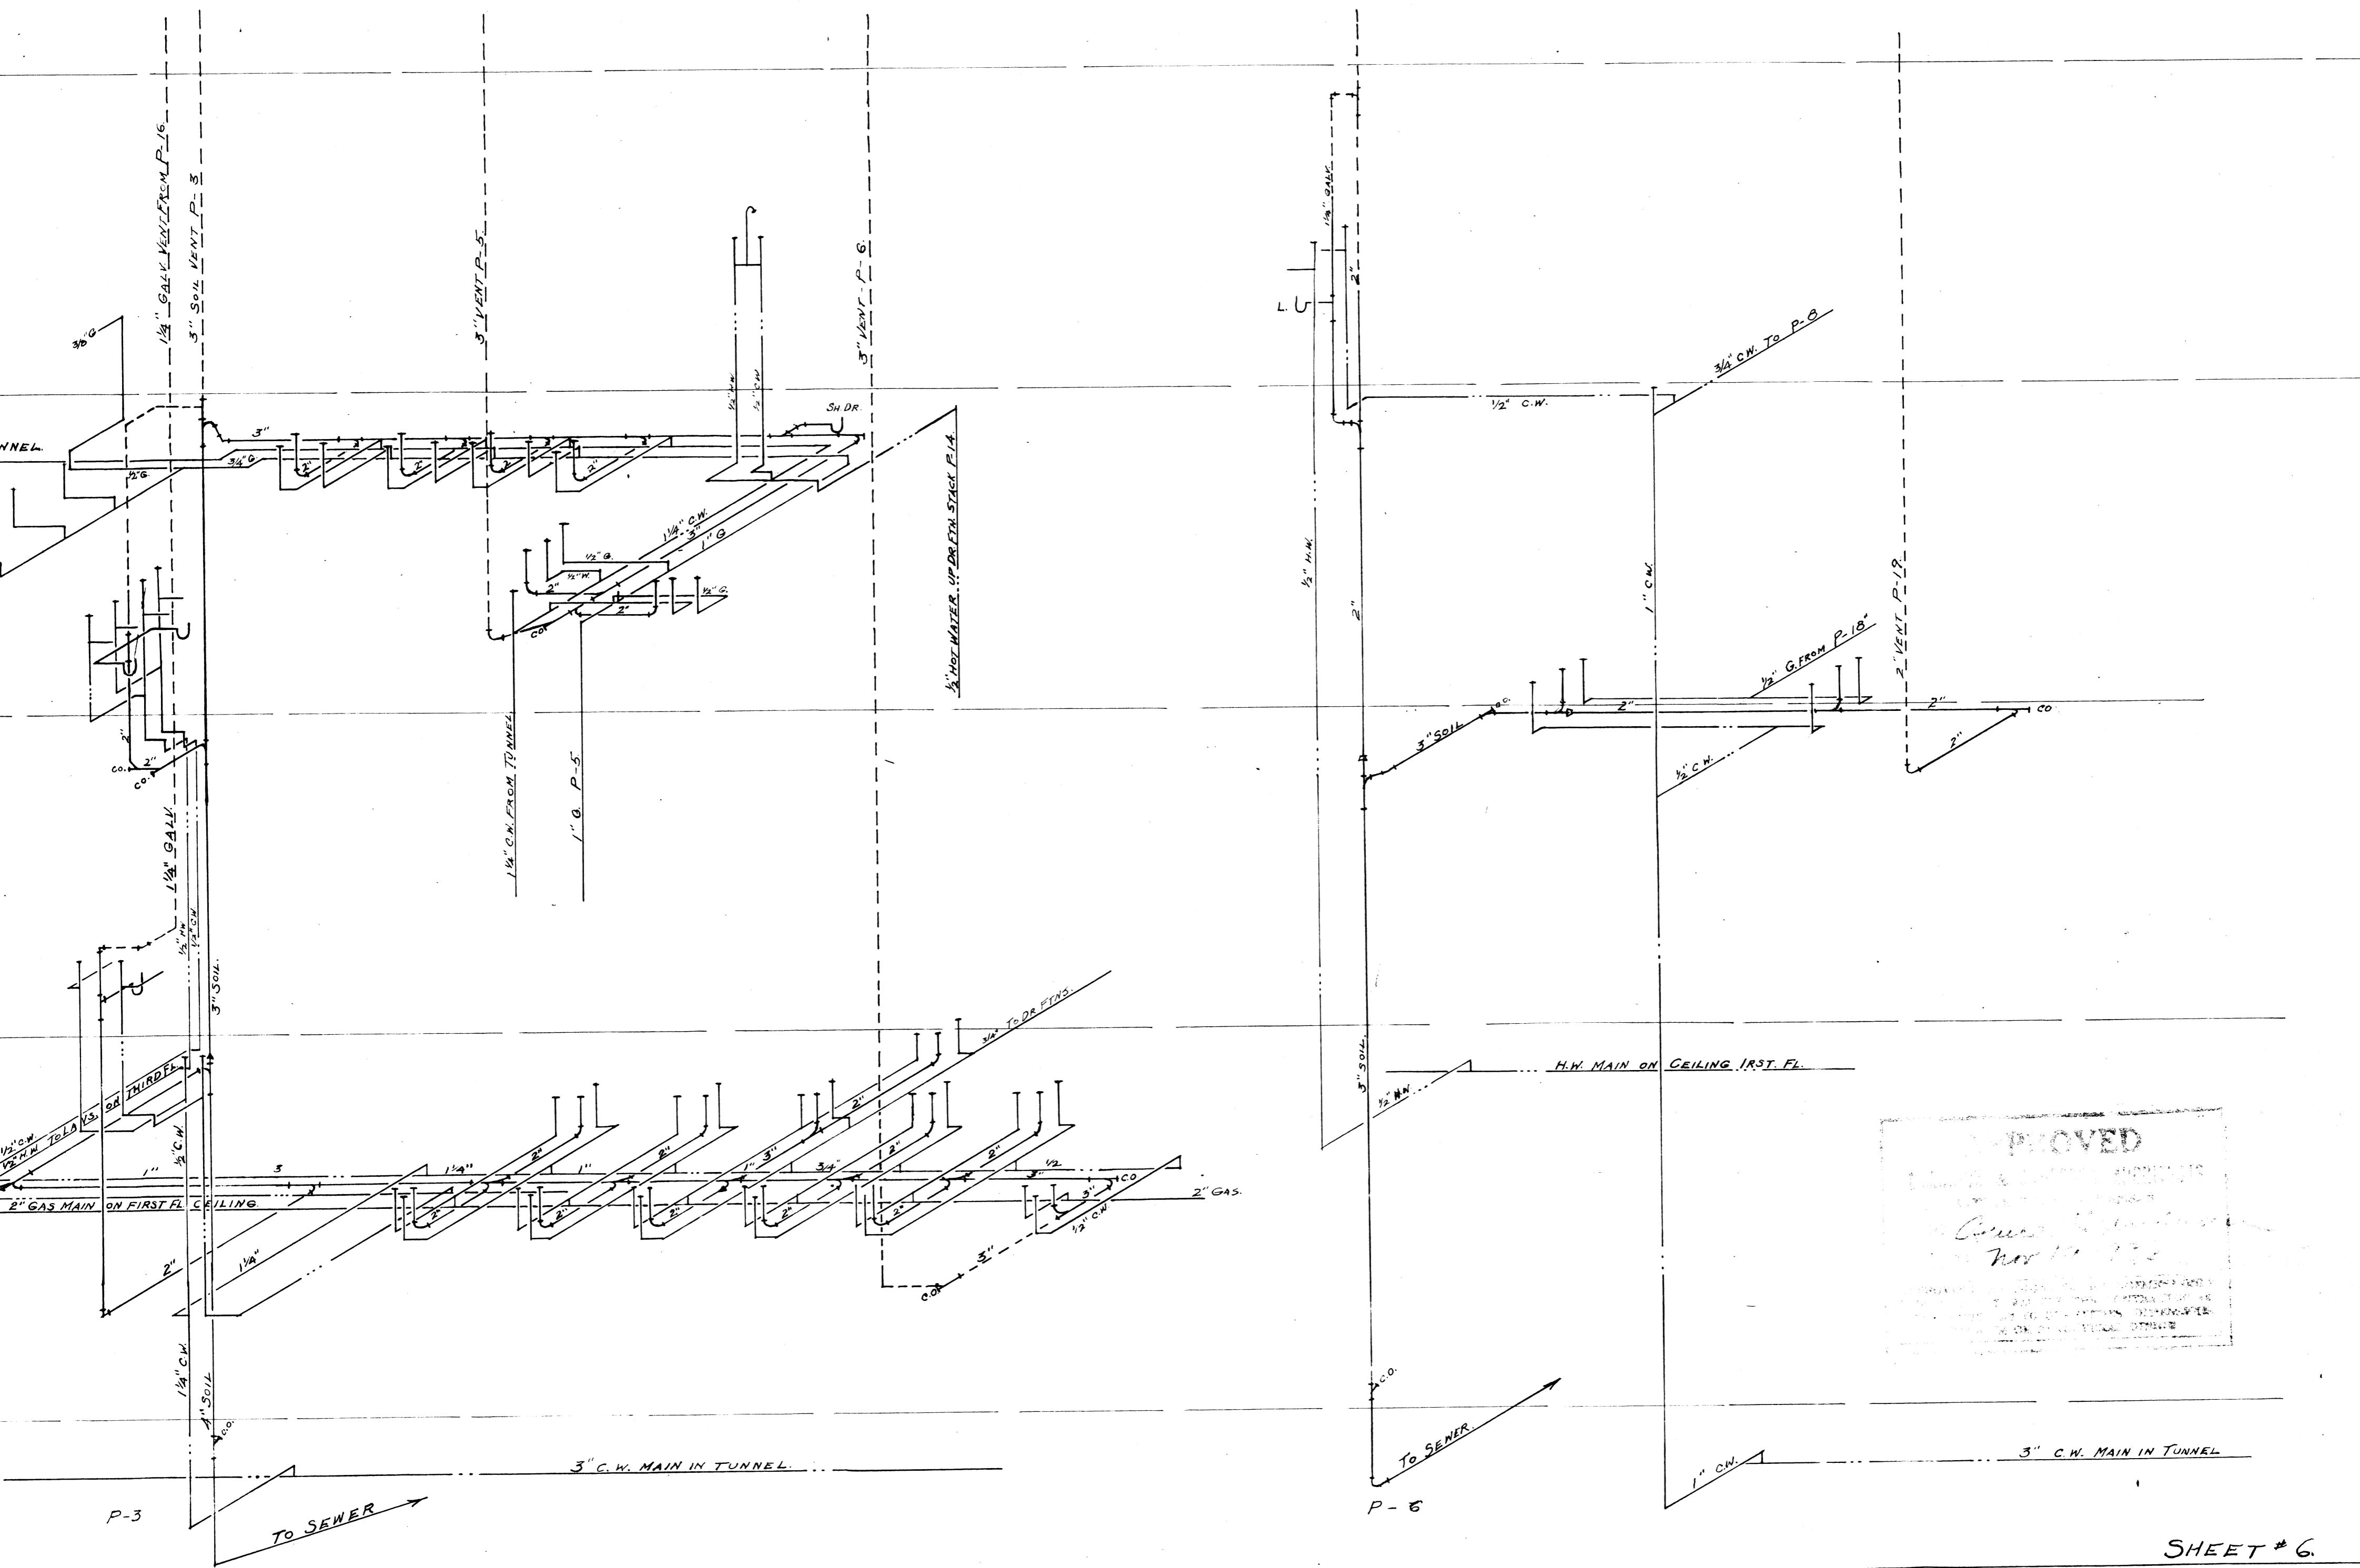 1¼" GALV. VENT FROM P-16
3" SOIL VENT P-3
3" VENT P-5
3" VENT - P-6
1¼" GALV
2"
L.
3/8" G
3/4" C.W. TO P-8
½" H.W.
½" C.W.
SH. DR.
½" C.W.
NNEL.
3"
½" G.
3/4" G
2"
2"
2"
2"
½" HOT WATER UP DR. FTN. STACK P-14
1¼" C.W.
3"
1" G
½" G.
½" W.
2"
½" G.
2"
CO
½" H.W.
2"
1" C.W.
2" VENT P-19
½" G. FROM P-18
C.O.
2"
2"
CO
3" SOIL
2"
½" C.W.
2"
CO.
2"
CO.
1¼" C.W. FROM TUNNEL
1" G. P-5
1¼" GALV.
½" H.W.
½" C.W.
3" SOIL.
3/4" TO DR. FTNS.
3" SOIL.
H.W. MAIN ON CEILING IRST. FL.
½" H.W.
½" C.W.
½" H.W. TO LAVS. ON THIRD FL.
½" C.W.
1"
3
1¼"
2"
1"
2"
1"
3"
2"
3/4"
2"
2"
½
3"
CO
2" GAS MAIN ON FIRST FL. CEILING.
2" GAS.
2"
2"
2"
2"
2"
3"
½" C.W.
2"
1¼"
3"
C.O.
1¼" C.W.
4" SOIL
C.O.
C.O.
TO SEWER.
3" C.W. MAIN IN TUNNEL.
1" C.W.
3" C.W. MAIN IN TUNNEL
P-3
TO SEWER
P-6
PROVED
Nov
SHEET # 6.